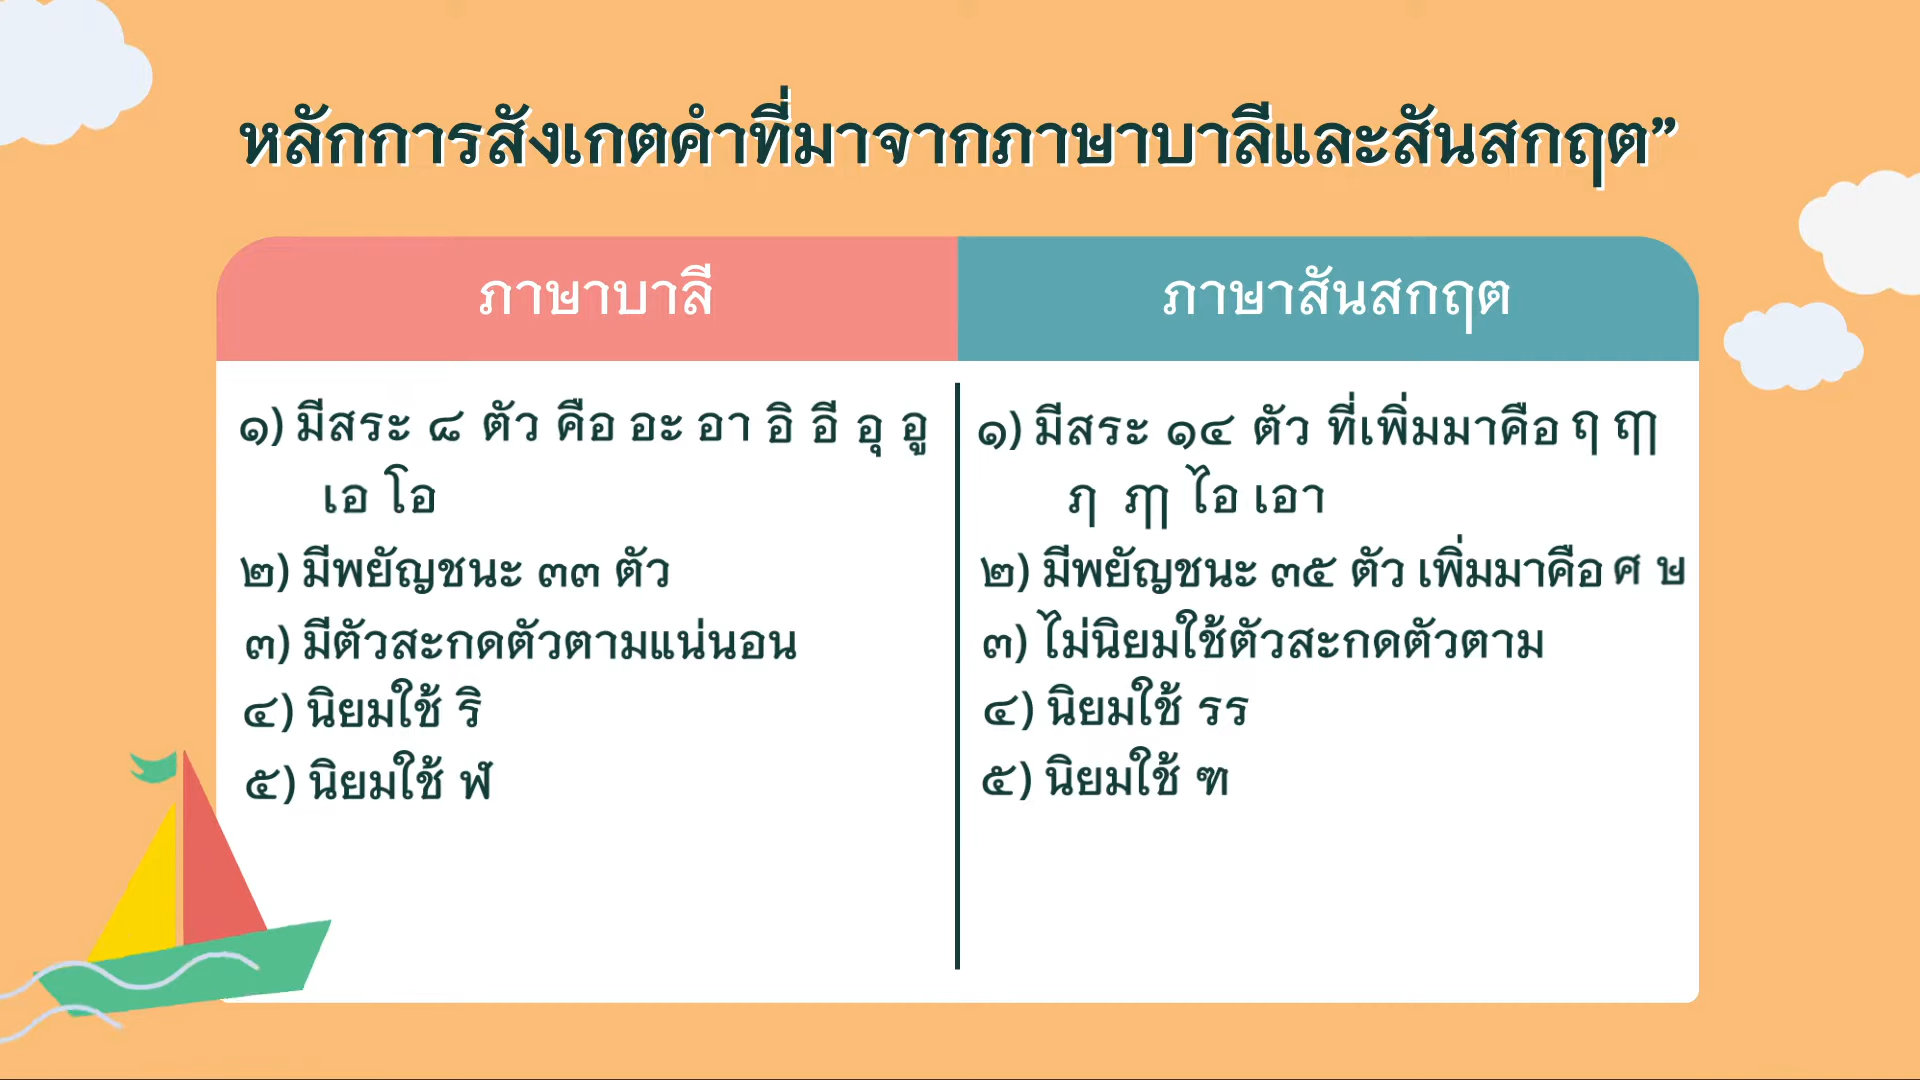 หลักการสังเกตคำที่มาจากภาษาบาลีและสันสกฤต”
ภาษาบาลี
๑) มีสระ ๘ ตัว คือ อะ อา อิ อี อุ อู
เอ โอ
๒) มีพยัญชนะ ๓๓ ตัว
๓) มีตัวสะกดตัวตามแน่นอน
๔) นิยมใช้ ริ
๕) นิยมใช้ ฬ
ภาษาสันสกฤต
๑) มีสระ ๑๔ ตัว ที่เพิ่มมาคือ ฤ ฤๅ
ฦ ฦๅ ไอ เอา
๒) มีพยัญชนะ ๓๕ ตัว เพิ่มมาคือ ศ ษ
๓) ไม่นิยมใช้ตัวสะกดตัวตาม
๔) นิยมใช้ รร
๕) นิยมใช้ ฑ